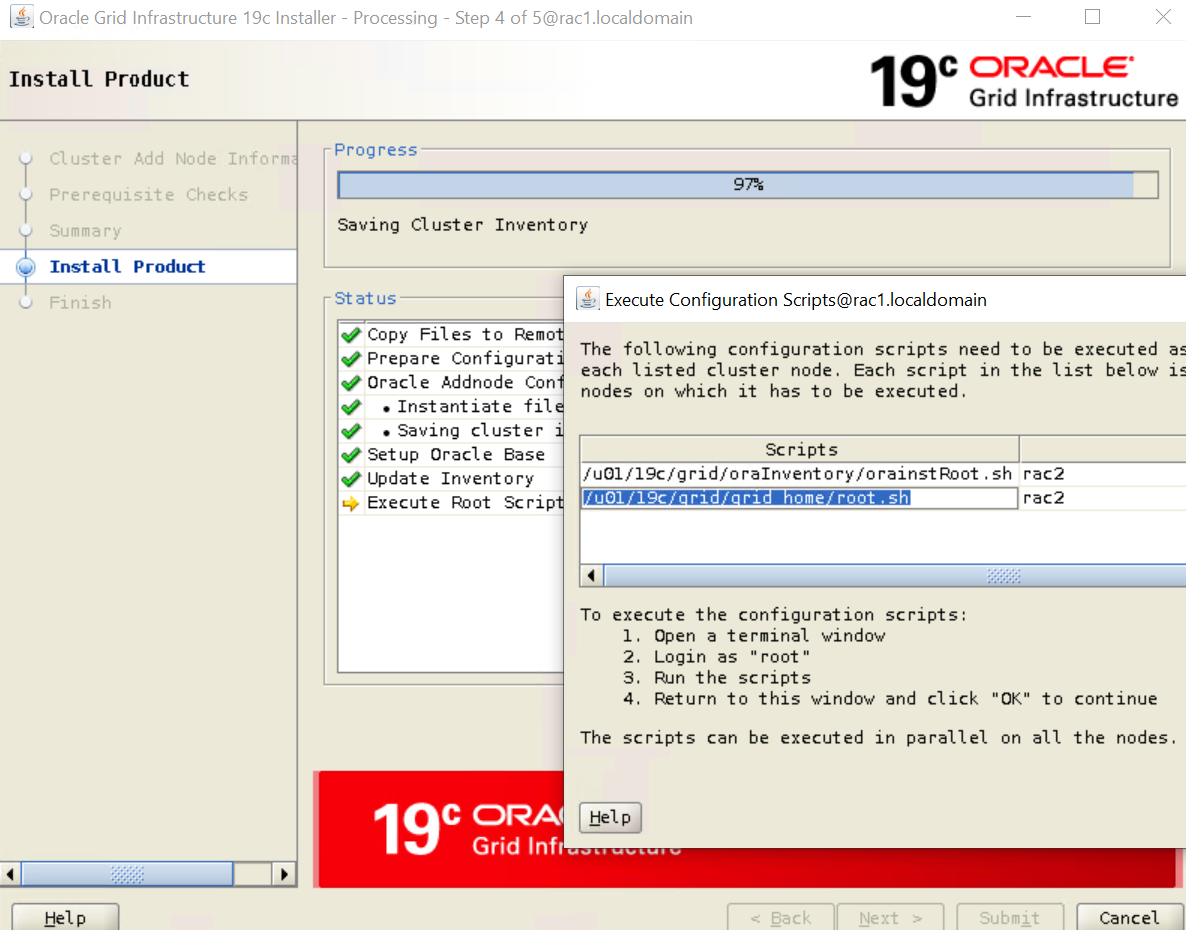 Oracle Grid Infrastructure 19c Installer - Processing - Step 4 of 5@rac1.localdomain
Install Product
19c ORACLE
Grid Infrastructure
Cluster Add Node Informa
Prerequisite Checks
Summary
Install Product
Finish
Progress
97%
Saving Cluster Inventory
Status
Copy Files to Remot
Prepare Configurati
Oracle Addnode Conf
• Instantiate file
• Saving cluster i
Setup Oracle Base
Update Inventory
Execute Root Script
Execute Configuration Scripts@rac1.localdomain
The following configuration scripts need to be executed as
each listed cluster node. Each script in the list below is
nodes on which it has to be executed.
Scripts
/u01/19c/grid/oraInventory/orainstRoot.sh rac2
/u01/19c/grid/grid_home/root.sh rac2
To execute the configuration scripts:
1. Open a terminal window
2. Login as "root"
3. Run the scripts
4. Return to this window and click "OK" to continue
The scripts can be executed in parallel on all the nodes.
Help
19c ORA
Grid Infrastructure
Help
< Back
Next >
Submit
Cancel